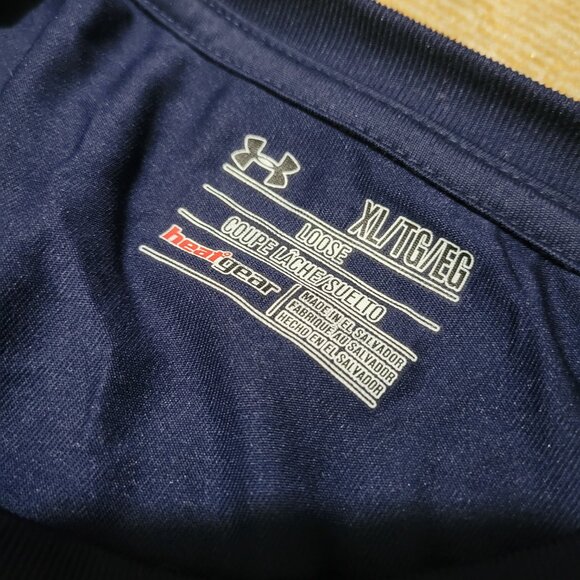 XL/TG/EG
LOOSE
COUPE LÂCHE/SUELTO
heatgear
MADE IN EL SALVADOR
FABRIQUÉ AU SALVADOR
HECHO EN EL SALVADOR